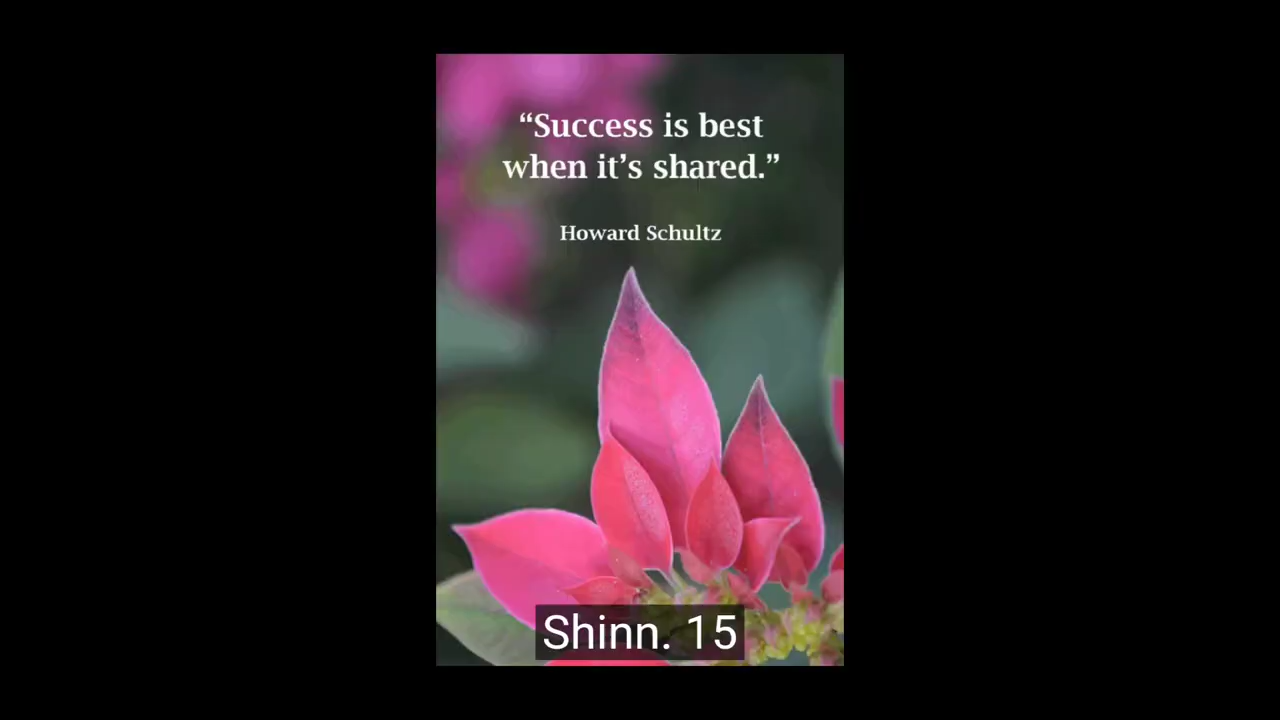 “Success is best
when it’s shared.”
Howard Schultz
Shinn. 15